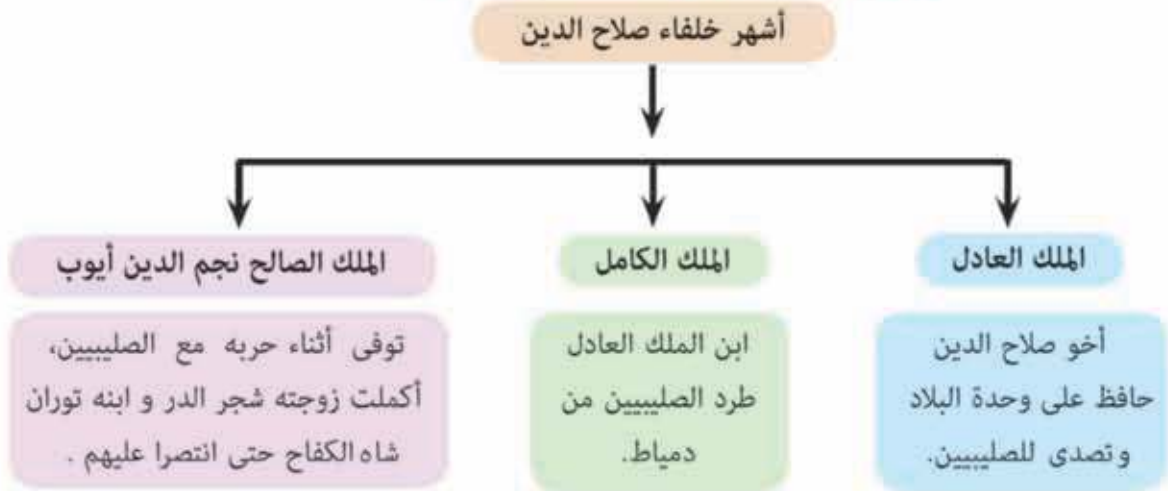 أشهر خلفاء صلاح الدين
الملك العادل
أخو صلاح الدين
حافظ على وحدة البلاد
وتصدى للصليبيين.
الملك الكامل
ابن الملك العادل
طرد الصليبيين من
دمياط.
الملك الصالح نجم الدين أيوب
توفى أثناء حربه مع الصليبيين،
أكملت زوجته شجر الدر و ابنه توران
شاه الكفاح حتى انتصرا عليهم .